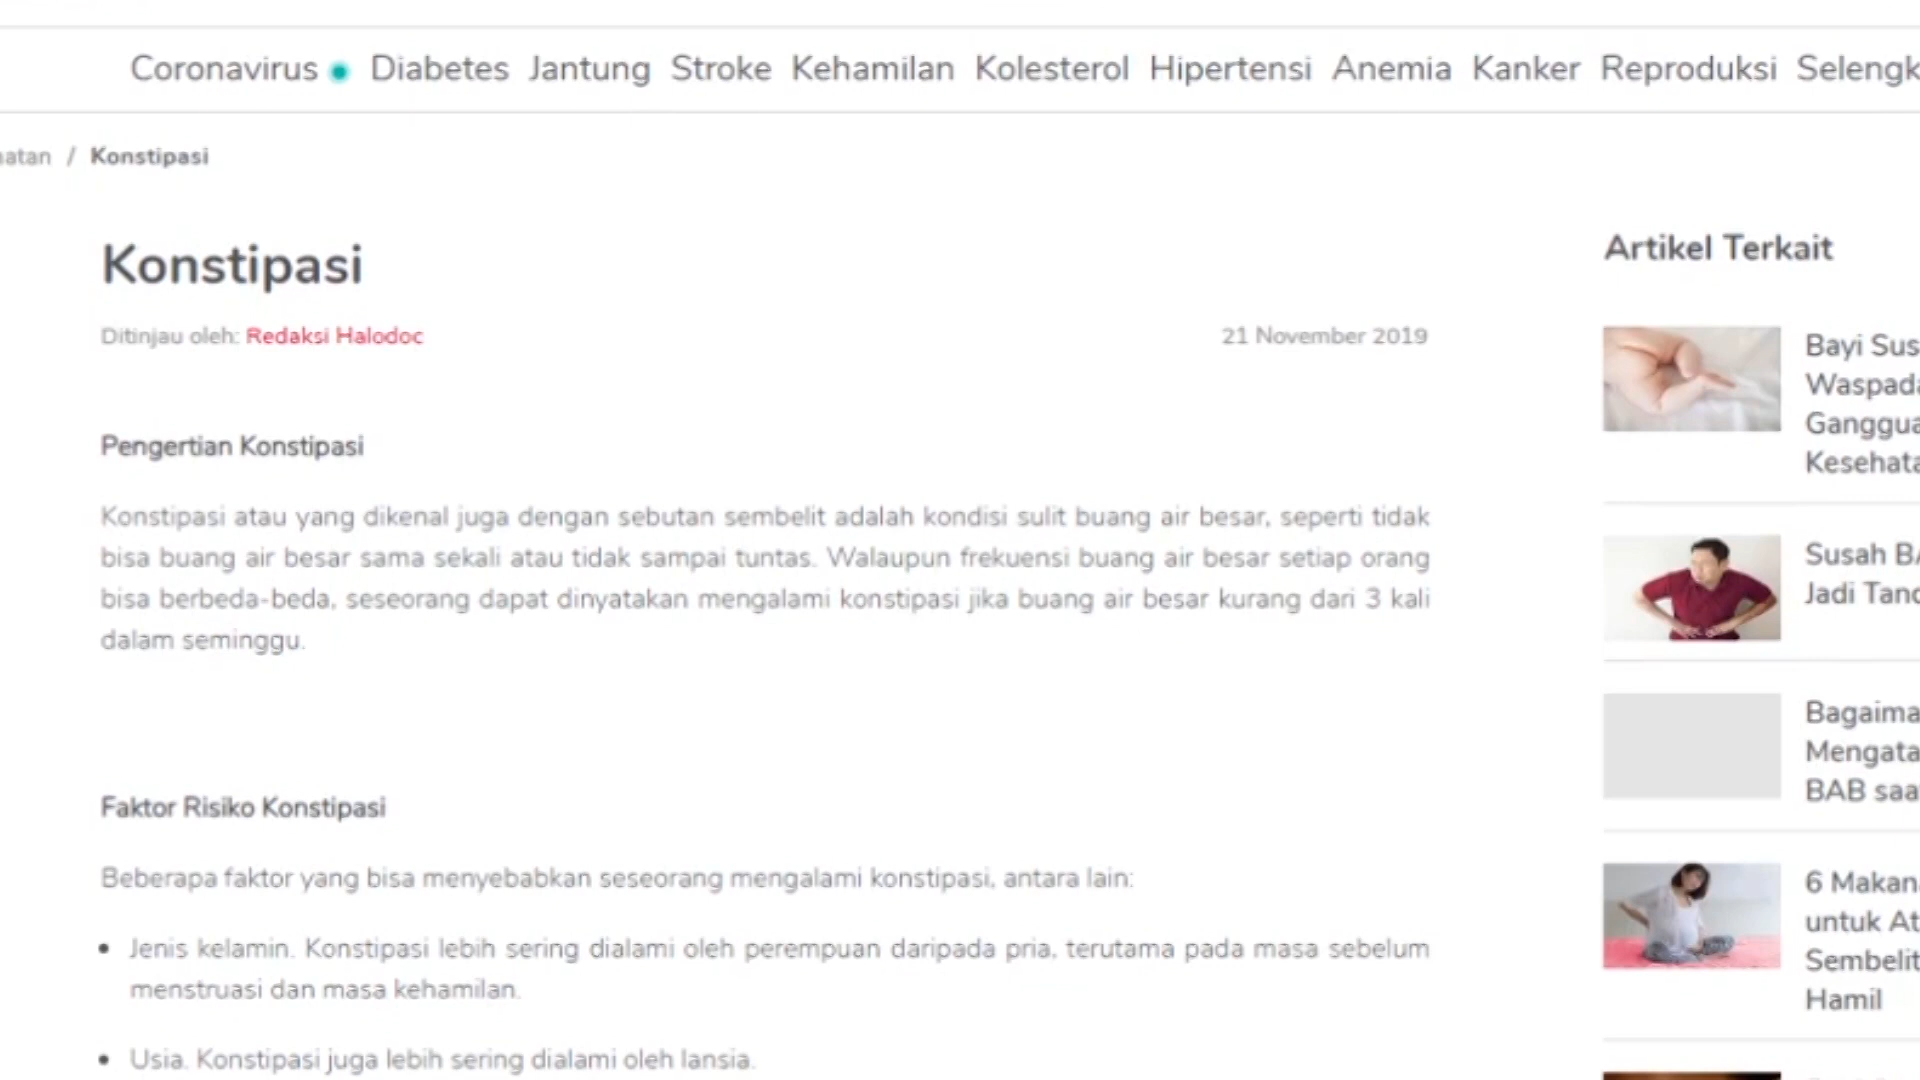 Coronavirus Diabetes Jantung Stroke Kehamilan Kolesterol Hipertensi Anemia Kanker Reproduksi Selengk
atan / Konstipasi
Konstipasi
Ditinjau oleh: Redaksi Halodoc
21 November 2019
Pengertian Konstipasi
Konstipasi atau yang dikenal juga dengan sebutan sembelit adalah kondisi sulit buang air besar, seperti tidak
bisa buang air besar sama sekali atau tidak sampai tuntas. Walaupun frekuensi buang air besar setiap orang
bisa berbeda-beda, seseorang dapat dinyatakan mengalami konstipasi jika buang air besar kurang dari 3 kali
dalam seminggu.
Faktor Risiko Konstipasi
Beberapa faktor yang bisa menyebabkan seseorang mengalami konstipasi, antara lain:
Jenis kelamin. Konstipasi lebih sering dialami oleh perempuan daripada pria, terutama pada masa sebelum
menstruasi dan masa kehamilan.
Usia. Konstipasi juga lebih sering dialami oleh lansia.
Artikel Terkait
Bayi Sus
Waspada
Ganggua
Kesehata
Susah BA
Jadi Tand
Bagaima
Mengata
BAB saa
6 Makan
untuk At
Sembelit
Hamil